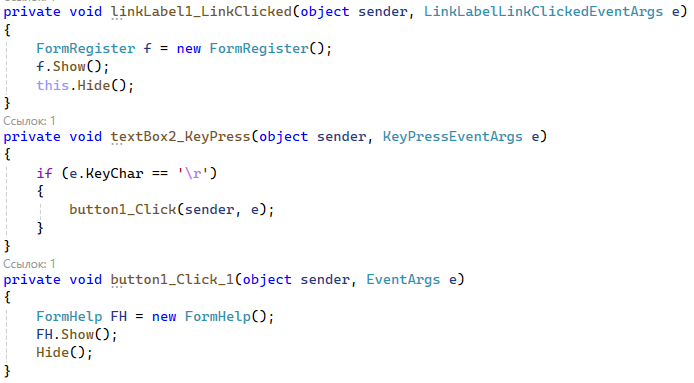 private void linkLabel1_LinkClicked(object sender, LinkLabelLinkClickedEventArgs e)
{
    FormRegister f = new FormRegister();
    f.Show();
    this.Hide();
}
Ссылок: 1
private void textBox2_KeyPress(object sender, KeyPressEventArgs e)
{
    if (e.KeyChar == '\r')
    {
        button1_Click(sender, e);
    }
}
Ссылок: 1
private void button1_Click_1(object sender, EventArgs e)
{
    FormHelp FH = new FormHelp();
    FH.Show();
    Hide();
}